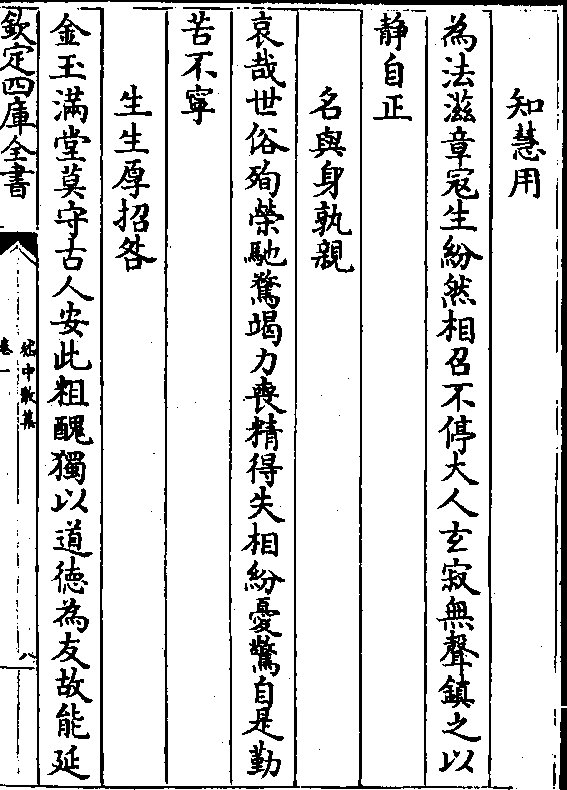 知慧用
為法滋章冦生紛然相召不停大人玄寂無聲鎮之以
静自正
名與身孰親
哀哉世俗殉榮馳騖竭力喪精得失相紛憂驚自是勤
苦不寧
生生厚招咎
金玉滿堂莫守古人安此粗醜獨以道德為友故能延
欽定四庫全書
嵇中散集
卷一
八